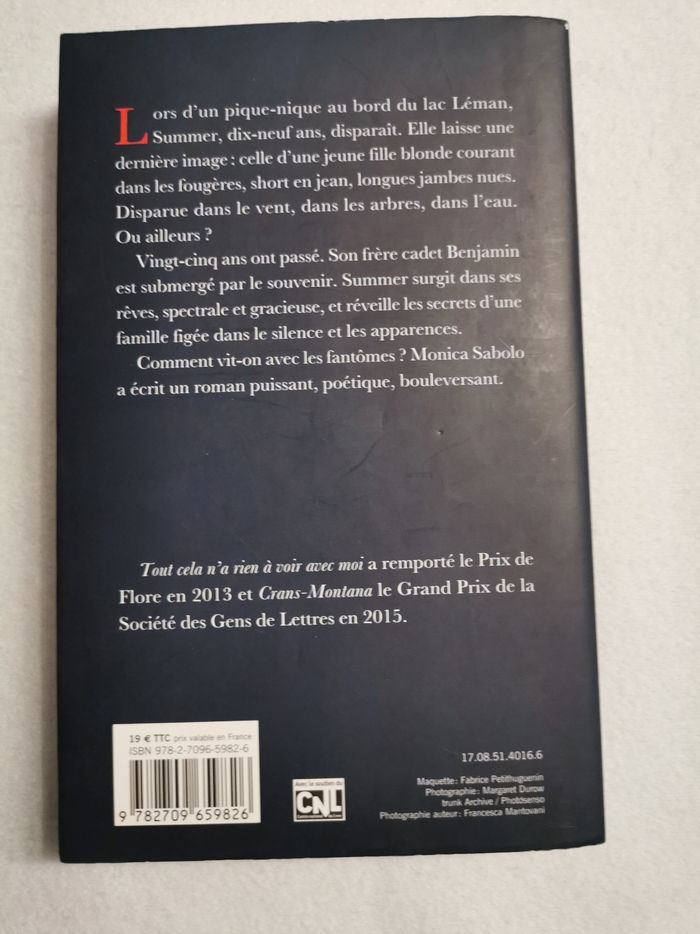 Lors d'un pique-nique au bord du lac Léman,
Summer, dix-neuf ans, disparaît. Elle laisse une
dernière image : celle d'une jeune fille blonde courant
dans les fougères, short en jean, longues jambes nues.
Disparue dans le vent, dans les arbres, dans l'eau.
Ou ailleurs ?
Vingt-cinq ans ont passé. Son frère cadet Benjamin
est submergé par le souvenir. Summer surgit dans ses
rêves, spectrale et gracieuse, et réveille les secrets d'une
famille figée dans le silence et les apparences.
Comment vit-on avec les fantômes ? Monica Sabolo
a écrit un roman puissant, poétique, bouleversant.
Tout cela n'a rien à voir avec moi a remporté le Prix de
Flore en 2013 et Crans-Montana le Grand Prix de la
Société des Gens de Lettres en 2015.
19 € TTC prix valable en France
ISBN 978-2-7096-5982-6
9 782709 659826
Avec le soutien du
CNL
17.08.51.4016.6
Maquette : Fabrice Petithuguenin
Photographie : Margaret Durow
trunk Archive / Photosenso
Photographie auteur : Francesca Mantovani